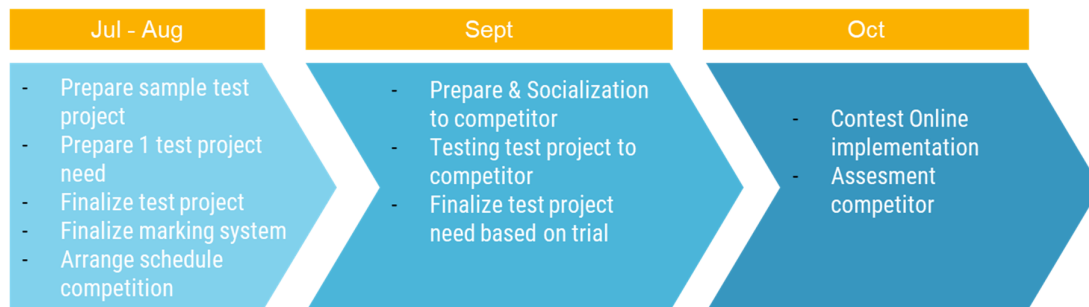 Jul - Aug
- Prepare sample test
project
- Prepare 1 test project
need
- Finalize test project
- Finalize marking system
- Arrange schedule
competition
Sept
- Prepare & Socialization
to competitor
- Testing test project to
competitor
- Finalize test project
need based on trial
Oct
- Contest Online
implementation
- Assesment
competitor